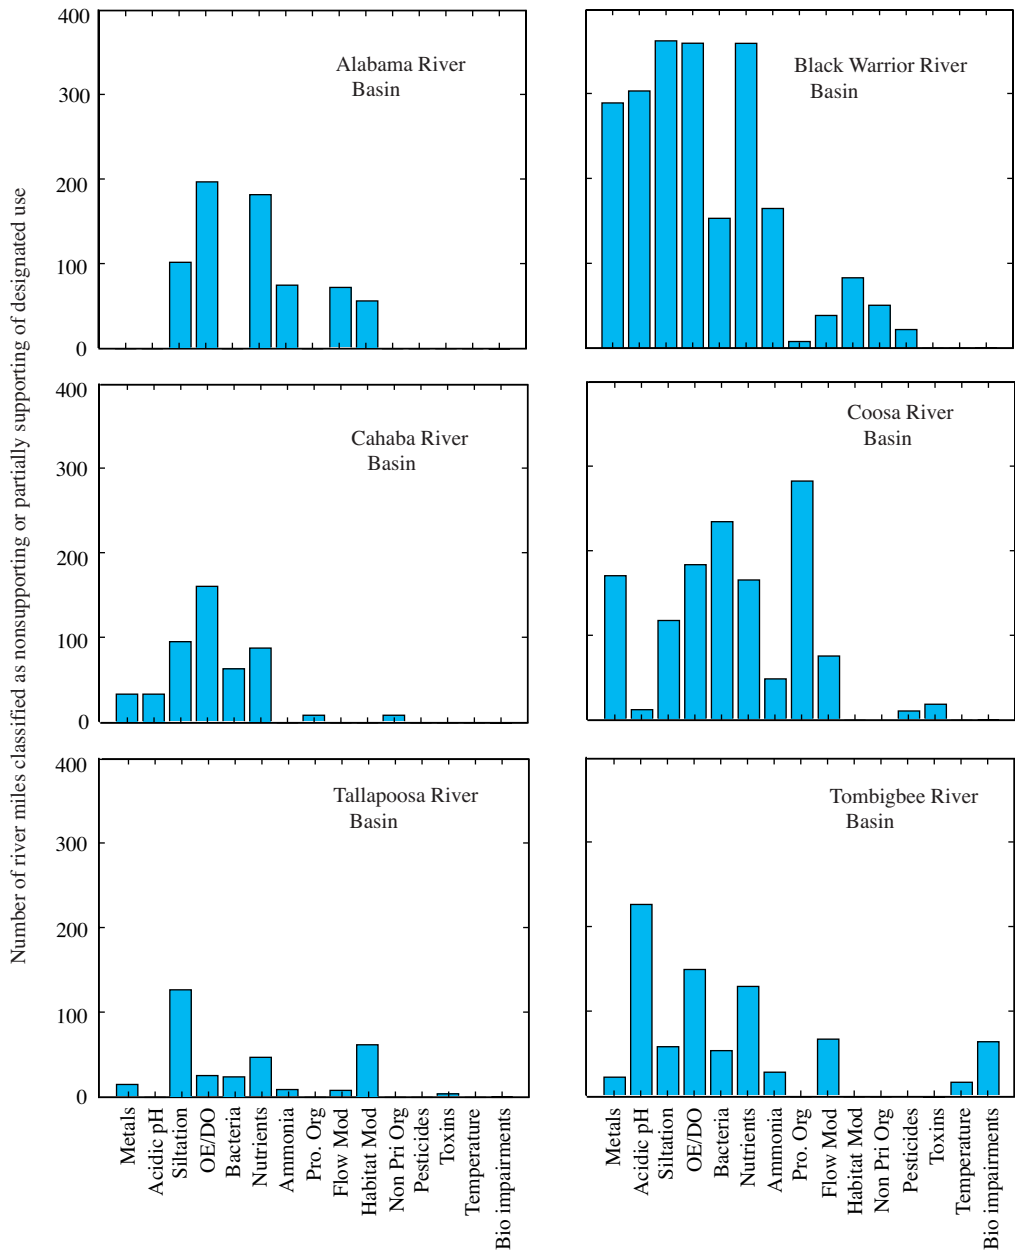 Number of river miles classified as nonsupporting or partially supporting of designated use
400
300
200
100
0
Alabama River
Basin
Black Warrior River
Basin
400
300
200
100
0
Cahaba River
Basin
Coosa River
Basin
400
300
200
100
0
Tallapoosa River
Basin
Tombigbee River
Basin
Metals
Acidic pH
Siltation
OE/DO
Bacteria
Nutrients
Ammonia
Pro. Org
Flow Mod
Habitat Mod
Non Pri Org
Pesticides
Toxins
Temperature
Bio impairments
Metals
Acidic pH
Siltation
OE/DO
Bacteria
Nutrients
Ammonia
Pro. Org
Flow Mod
Habitat Mod
Non Pri Org
Pesticides
Toxins
Temperature
Bio impairments